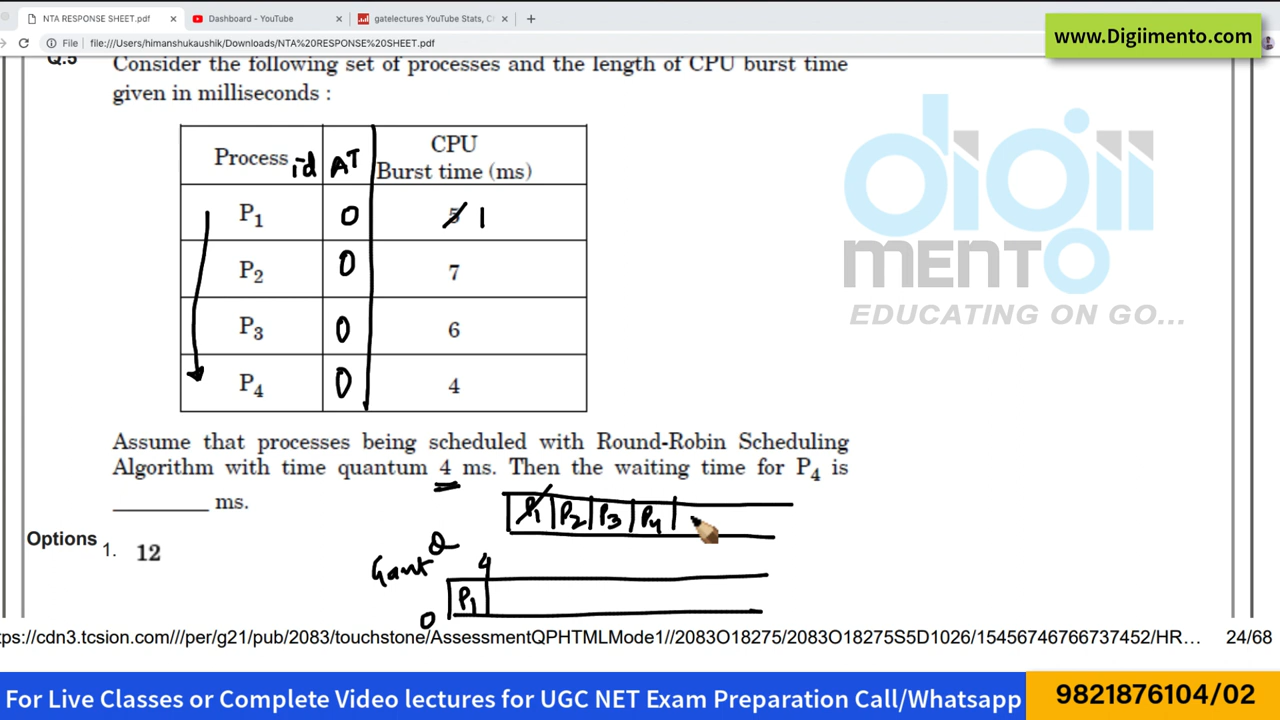 NTA RESPONSE SHEET.pdf
Dashboard - YouTube
gatelectures YouTube Stats, C
www.Digiimento.com
File file:///Users/himanshukaushik/Downloads/NTA%20RESPONSE%20SHEET.pdf
Q.5 Consider the following set of processes and the length of CPU burst time
given in milliseconds :
digii
MENTO
EDUCATING ON GO...
Process id AT CPU Burst time (ms)
P1 0 5 1
P2 0 7
P3 0 6
P4 0 4
Assume that processes being scheduled with Round-Robin Scheduling
Algorithm with time quantum 4 ms. Then the waiting time for P4 is
________ ms.
P1 P2 P3 P4
Options 1. 12
Q
Gant 4
0 P1
tps://cdn3.tcsion.com///per/g21/pub/2083/touchstone/AssessmentQPHTMLMode1//2083O18275/2083O18275S5D1026/15456746766737452/HR… 24/68
For Live Classes or Complete Video lectures for UGC NET Exam Preparation Call/Whatsapp 9821876104/02